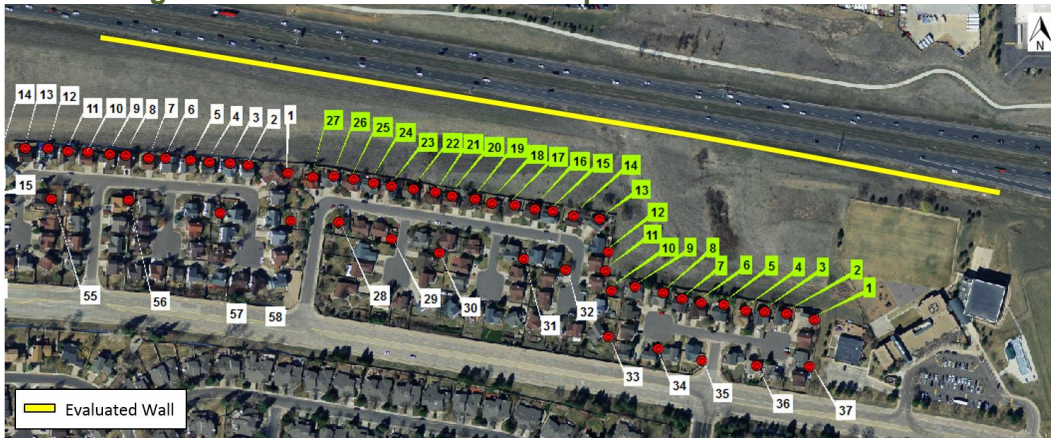 N
14 13 12 11 10 9 8 7 6 5 4 3 2 1
27 26 25 24 23 22 21 20 19 18 17 16 15 14 13
12
11
10 9 8 7 6 5 4 3 2 1
15
55 56 57 58 28 29 30 31 32
33 34 35 36 37
Evaluated Wall